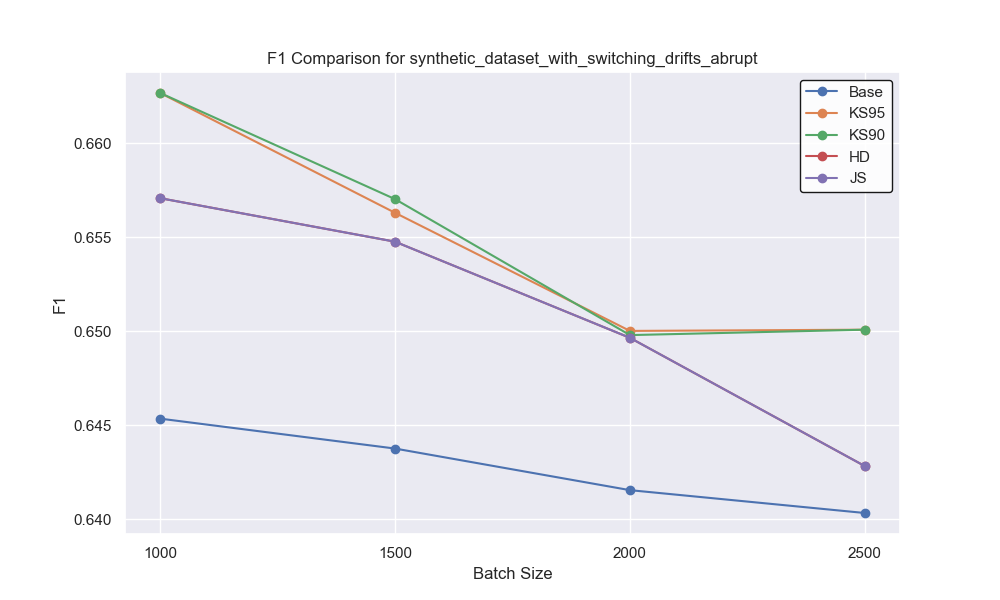 F1 Comparison for synthetic_dataset_with_switching_drifts_abrupt
Base
KS95
KS90
HD
JS
0.660
0.655
0.650
0.645
0.640
F1
1000 1500 2000 2500
Batch Size